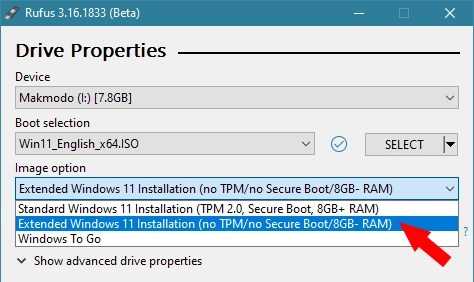 Rufus 3.16.1833 (Beta)
Drive Properties
Device
Makmodo (I:) [7.8GB]
Boot selection
Win11_English_x64.ISO
SELECT
Image option
Extended Windows 11 Installation (no TPM/no Secure Boot/8GB- RAM)
Standard Windows 11 Installation (TPM 2.0, Secure Boot, 8GB+ RAM)
Extended Windows 11 Installation (no TPM/no Secure Boot/8GB- RAM)
?
Windows To Go
Show advanced drive properties